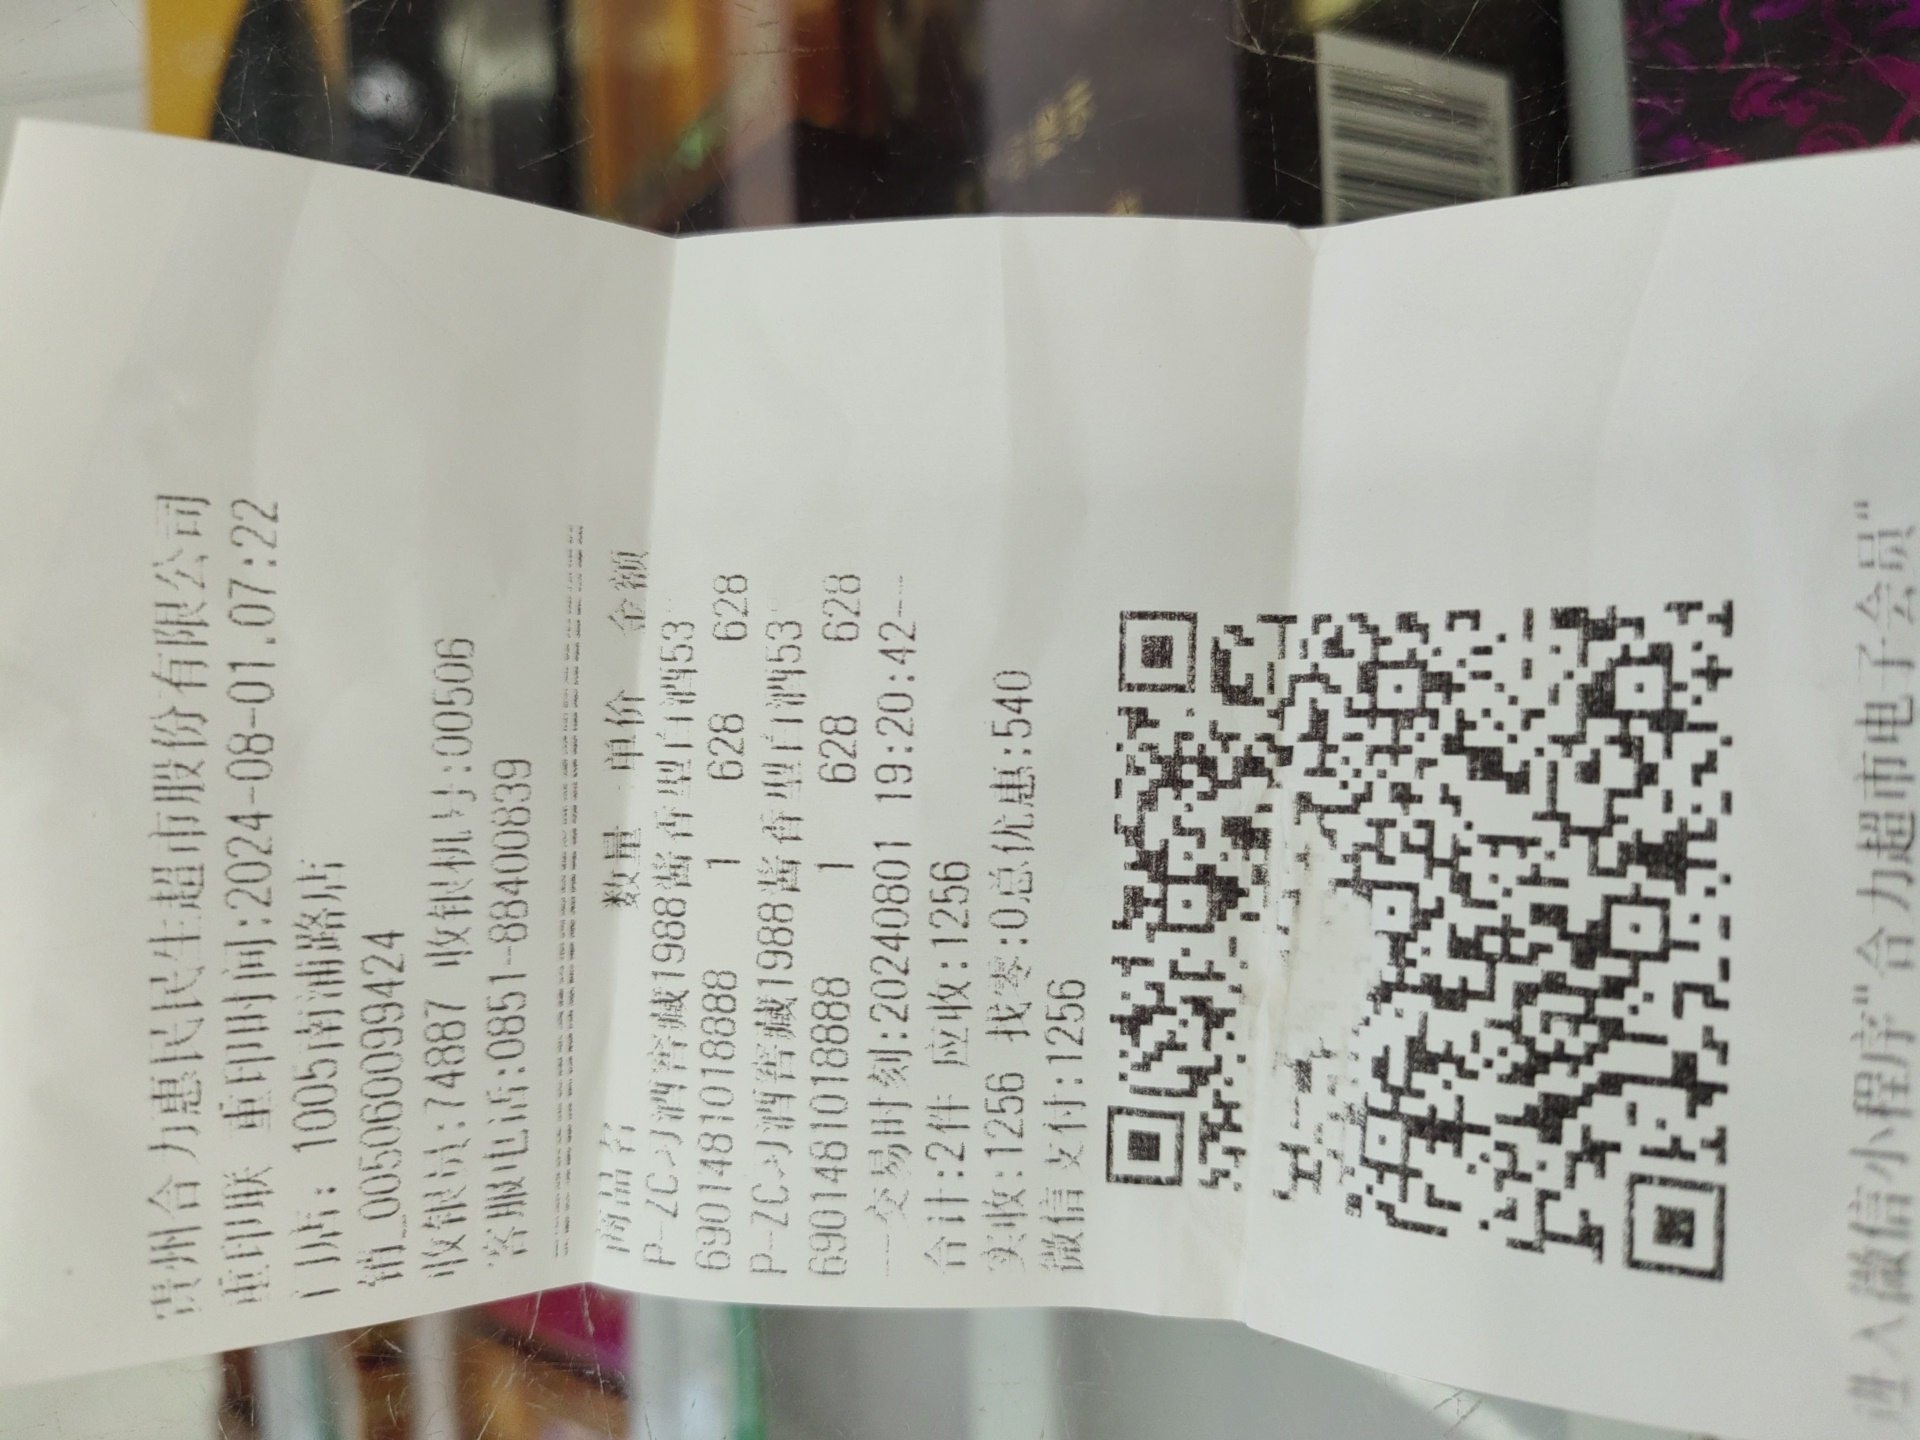 贵州合力惠民民生超市股份有限公司
重印联 重印时间:2024-08-01.07:22
门店: 1005南浦路店
销_005060099424
收银员:74887 收银机号:00506
客服电话:0851-88400839
商品名 数量 单价 金额
P-ZC习酒窖藏1988酱香型白酒53
6901481018888 1 628 628
P-ZC习酒窖藏1988酱香型白酒53
6901481018888 1 628 628
---交易时刻:20240801 19:20:42---
合计:2件 应收:1256
实收:1256 找零:0总优惠:540
微信支付:1256
进入微信小程序"合力超市电子会员"